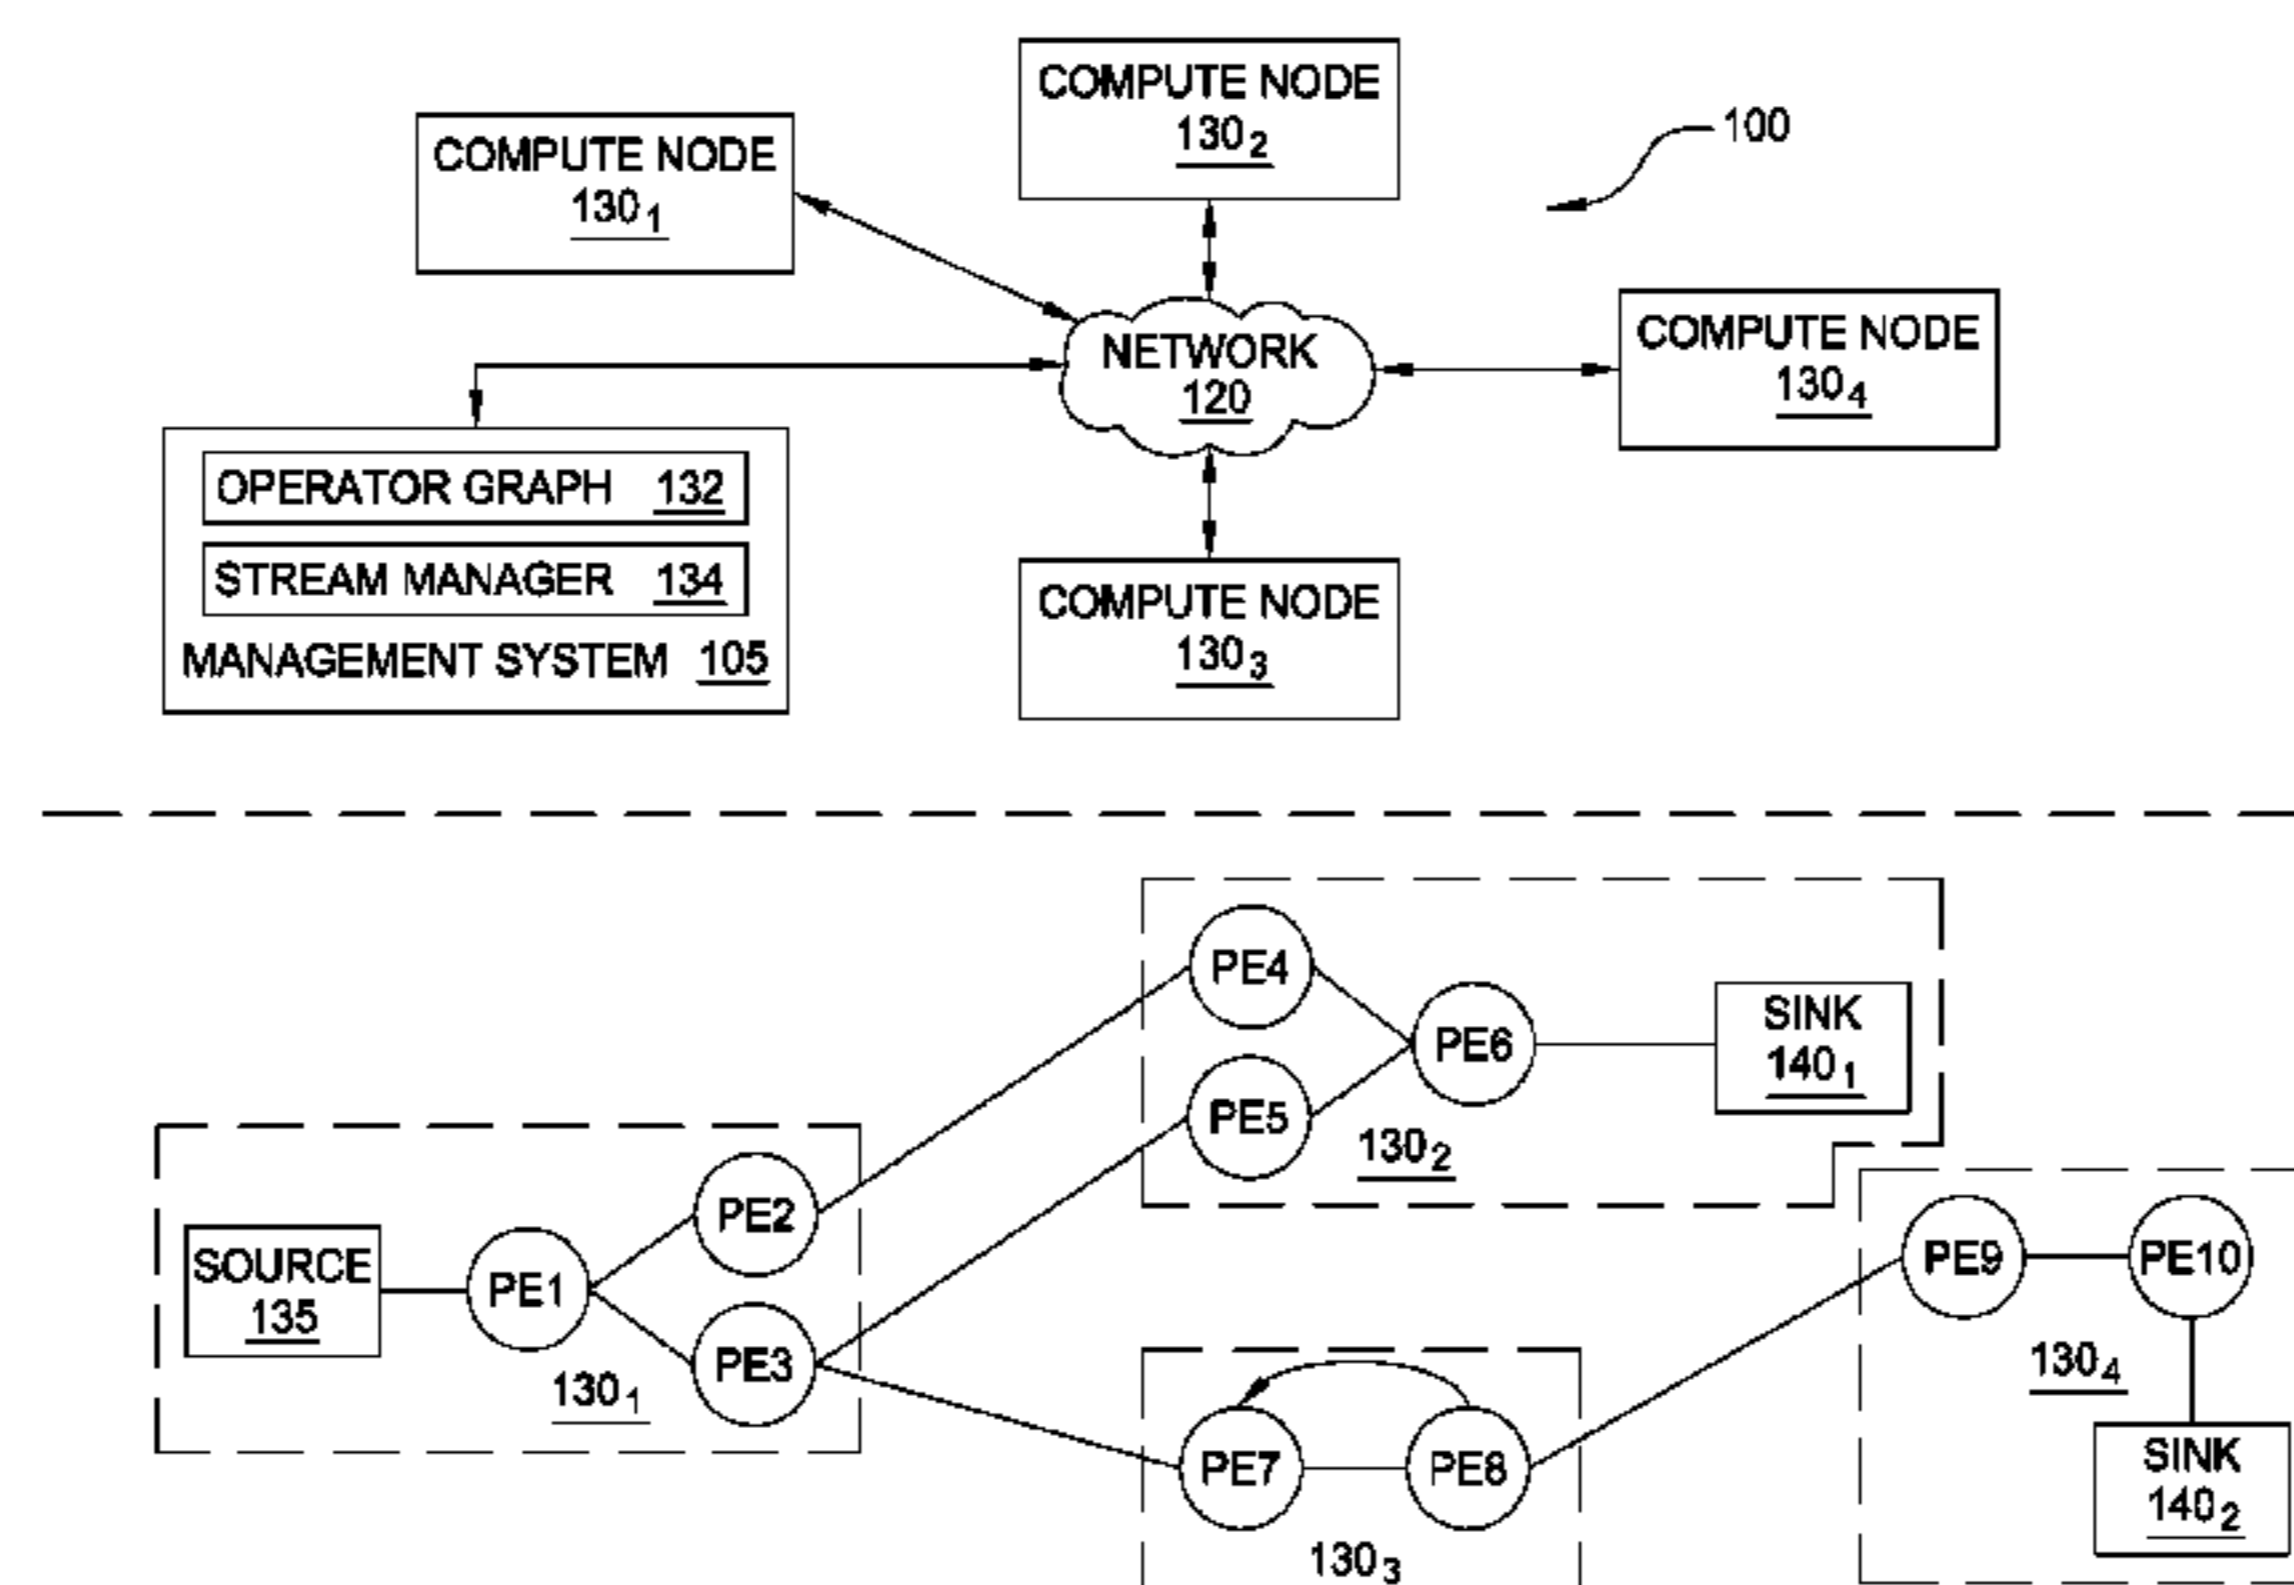 COMPUTE NODE
130₂
COMPUTE NODE
130₁
100
NETWORK
120
COMPUTE NODE
130₄
OPERATOR GRAPH 132
STREAM MANAGER 134
MANAGEMENT SYSTEM 105
COMPUTE NODE
130₃
PE4
PE5
PE6
SINK
140₁
130₂
SOURCE
135
PE1
PE2
PE3
130₁
PE7
PE8
130₃
PE9
PE10
130₄
SINK
140₂